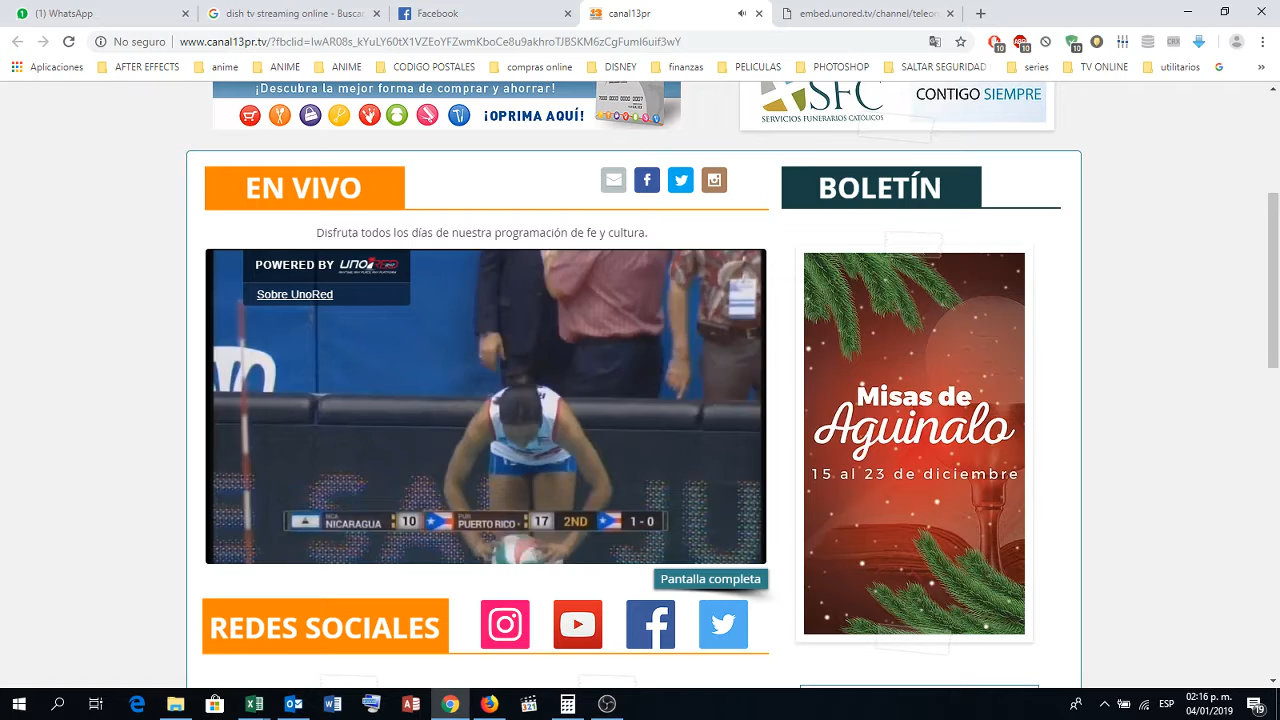 (1) WhatsApp
dish tv streaming online - Buscar
Facebook
canal13pr
embed.unored.tv/channel/teleor
No seguro
www.canal13pr.tv/?fbclid=IwAR08s_kVyLY60tX1VZEoYFZwmKboCe8u9akhroTJBSKM6zCgFumI6uif3wY
Aplicaciones
AFTER EFFECTS
anime
ANIME
ANIME
CODIGO POSTALES
compras online
DISNEY
finanzas
PELICULAS
PHOTOSHOP
SALTAR SEGURIDAD
series
TV ONLINE
utilitarios
¡Descubra la mejor forma de comprar y ahorrar!
¡OPRIMA AQUÍ!
SFC
SERVICIOS FUNERARIOS CATÓLICOS
CONTIGO SIEMPRE
EN VIVO
BOLETÍN
Disfruta todos los días de nuestra programación de fe y cultura.
POWERED BY UNORED
Sobre UnoRed
NICARAGUA 10 PUERTO RICO 17 2ND 1 - 0
Pantalla completa
Misas de
Aguinalo
15 al 23 de diciembre
REDES SOCIALES
ESP
02:16 p. m.
04/01/2019